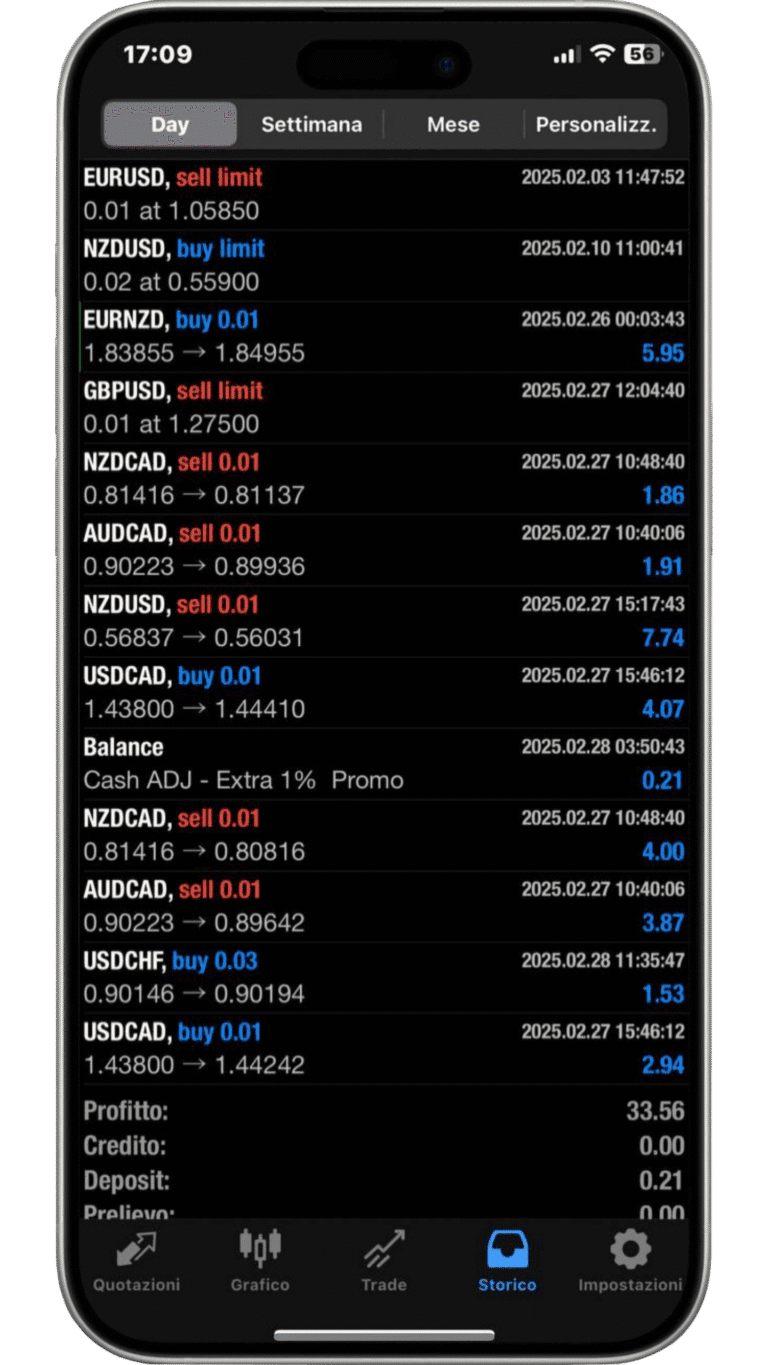 17:09
56
Day Settimana Mese Personalizz.
EURUSD, sell limit 2025.02.03 11:47:52
0.01 at 1.05850
NZDUSD, buy limit 2025.02.10 11:00:41
0.02 at 0.55900
EURNZD, buy 0.01 2025.02.26 00:03:43
1.83855 → 1.84955 5.95
GBPUSD, sell limit 2025.02.27 12:04:40
0.01 at 1.27500
NZDCAD, sell 0.01 2025.02.27 10:48:40
0.81416 → 0.81137 1.86
AUDCAD, sell 0.01 2025.02.27 10:40:06
0.90223 → 0.89936 1.91
NZDUSD, sell 0.01 2025.02.27 15:17:43
0.56837 → 0.56031 7.74
USDCAD, buy 0.01 2025.02.27 15:46:12
1.43800 → 1.44410 4.07
Balance 2025.02.28 03:50:43
Cash ADJ - Extra 1% Promo 0.21
NZDCAD, sell 0.01 2025.02.27 10:48:40
0.81416 → 0.80816 4.00
AUDCAD, sell 0.01 2025.02.27 10:40:06
0.90223 → 0.89642 3.87
USDCHF, buy 0.03 2025.02.28 11:35:47
0.90146 → 0.90194 1.53
USDCAD, buy 0.01 2025.02.27 15:46:12
1.43800 → 1.44242 2.94
Profitto: 33.56
Credito: 0.00
Deposit: 0.21
Prelievo: 0.00
Quotazioni Grafico Trade Storico Impostazioni